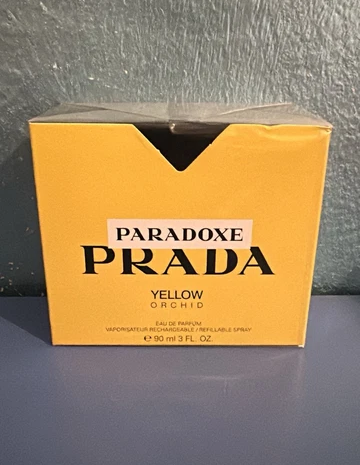 PARADOXE
PRADA
YELLOW
ORCHID
EAU DE PARFUM
VAPORISATEUR RECHARGEABLE / REFILLABLE SPRAY
℮ 90 ml 3 FL. OZ.